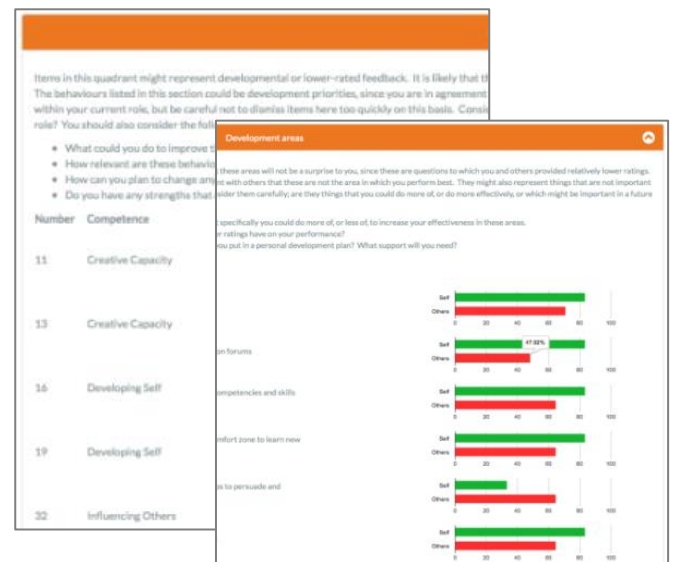 Items in this quadrant might represent developmental or lower-rated feedback. It is likely that th
The behaviours listed in this section could be development priorities, since you are in agreement
within your current role, but be careful not to dismiss items here too quickly on this basis. Consid
role? You should also consider the foll
• What could you do to improve t
• How relevant are these behavio
• How can you plan to change any
• Do you have any strengths that
Number Competence
11 Creative Capacity
13 Creative Capacity
16 Developing Self
19 Developing Self
32 Influencing Others
Development areas
these areas will not be a surprise to you, since these are questions to which you and others provided relatively lower ratings.
nt with others that these are not the area in which you perform best. They might also represent things that are not important
sider them carefully; are they things that you could do more of, or do more effectively, or which might be important in a future
specifically you could do more of, or less of, to increase your effectiveness in these areas.
er ratings have on your performance?
you put in a personal development plan? What support will you need?
Self
Others
0 20 40 60 80 100
on forums
Self
47.92%
Others
0 20 40 60 80 100
ompetencies and skills
Self
Others
0 20 40 60 80 100
mfort zone to learn new
Self
Others
0 20 40 60 80 100
os to persuade and
Self
Others
0 20 40 60 80 100
Self
Others
0 20 40 60 80 100